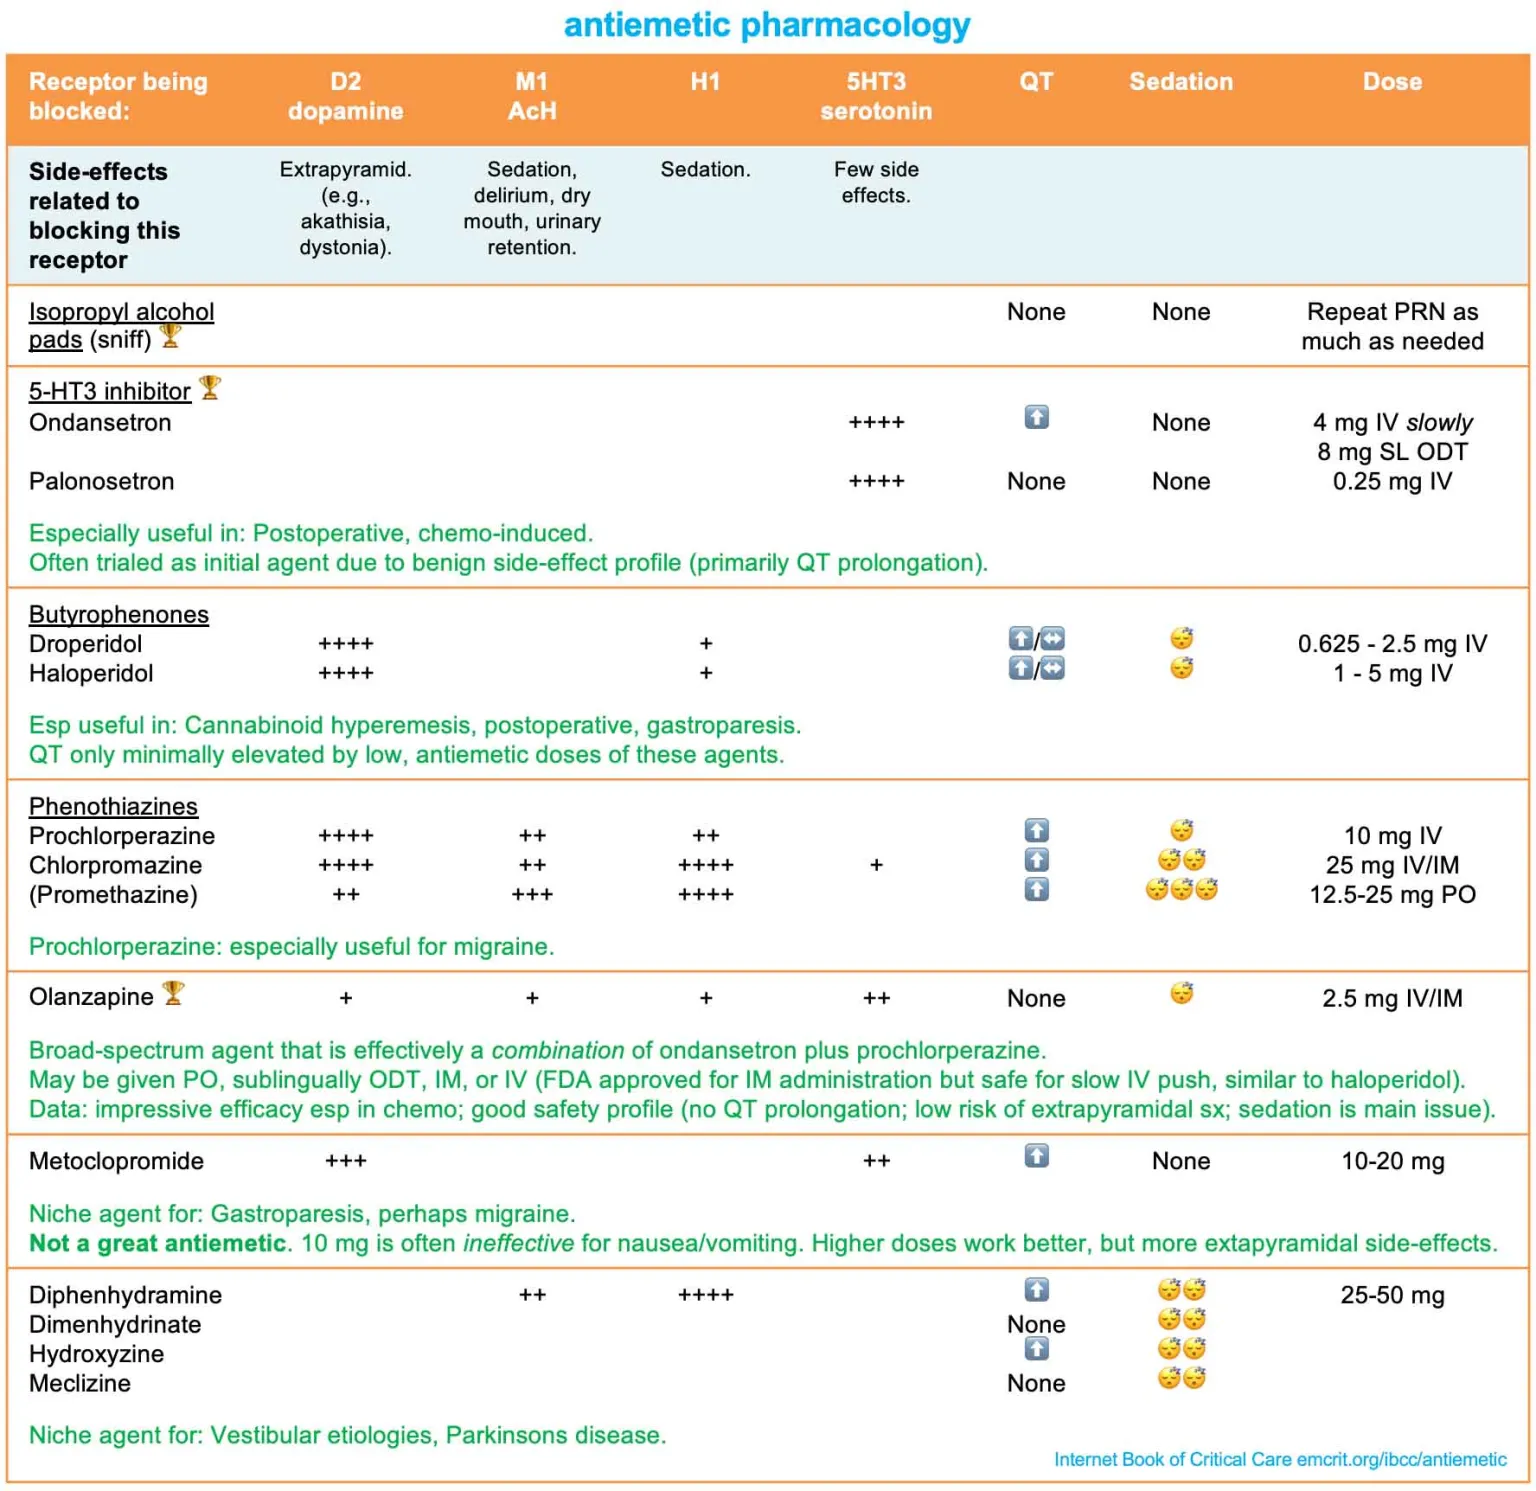 antiemetic pharmacology
Receptor being blocked: D2 dopamine M1 AcH H1 5HT3 serotonin QT Sedation Dose
Side-effects related to blocking this receptor Extrapyramid. (e.g., akathisia, dystonia). Sedation, delirium, dry mouth, urinary retention. Sedation. Few side effects.
Isopropyl alcohol None None Repeat PRN as
pads (sniff) 🏆 much as needed
5-HT3 inhibitor 🏆
Ondansetron ++++ ⬆️ None 4 mg IV slowly
8 mg SL ODT
Palonosetron ++++ None None 0.25 mg IV
Especially useful in: Postoperative, chemo-induced.
Often trialed as initial agent due to benign side-effect profile (primarily QT prolongation).
Butyrophenones
Droperidol ++++ + ⬆️/↔️ 😴 0.625 - 2.5 mg IV
Haloperidol ++++ + ⬆️/↔️ 😴 1 - 5 mg IV
Esp useful in: Cannabinoid hyperemesis, postoperative, gastroparesis.
QT only minimally elevated by low, antiemetic doses of these agents.
Phenothiazines
Prochlorperazine ++++ ++ ++ ⬆️ 😴 10 mg IV
Chlorpromazine ++++ ++ ++++ + ⬆️ 😴😴 25 mg IV/IM
(Promethazine) ++ +++ ++++ ⬆️ 😴😴😴 12.5-25 mg PO
Prochlorperazine: especially useful for migraine.
Olanzapine 🏆 + + + ++ None 😴 2.5 mg IV/IM
Broad-spectrum agent that is effectively a combination of ondansetron plus prochlorperazine.
May be given PO, sublingually ODT, IM, or IV (FDA approved for IM administration but safe for slow IV push, similar to haloperidol).
Data: impressive efficacy esp in chemo; good safety profile (no QT prolongation; low risk of extrapyramidal sx; sedation is main issue).
Metoclopromide +++ ++ ⬆️ None 10-20 mg
Niche agent for: Gastroparesis, perhaps migraine.
Not a great antiemetic. 10 mg is often ineffective for nausea/vomiting. Higher doses work better, but more extapyramidal side-effects.
Diphenhydramine ++ ++++ ⬆️ 😴😴 25-50 mg
Dimenhydrinate None 😴😴
Hydroxyzine ⬆️ 😴😴
Meclizine None 😴😴
Niche agent for: Vestibular etiologies, Parkinsons disease.
Internet Book of Critical Care emcrit.org/ibcc/antiemetic